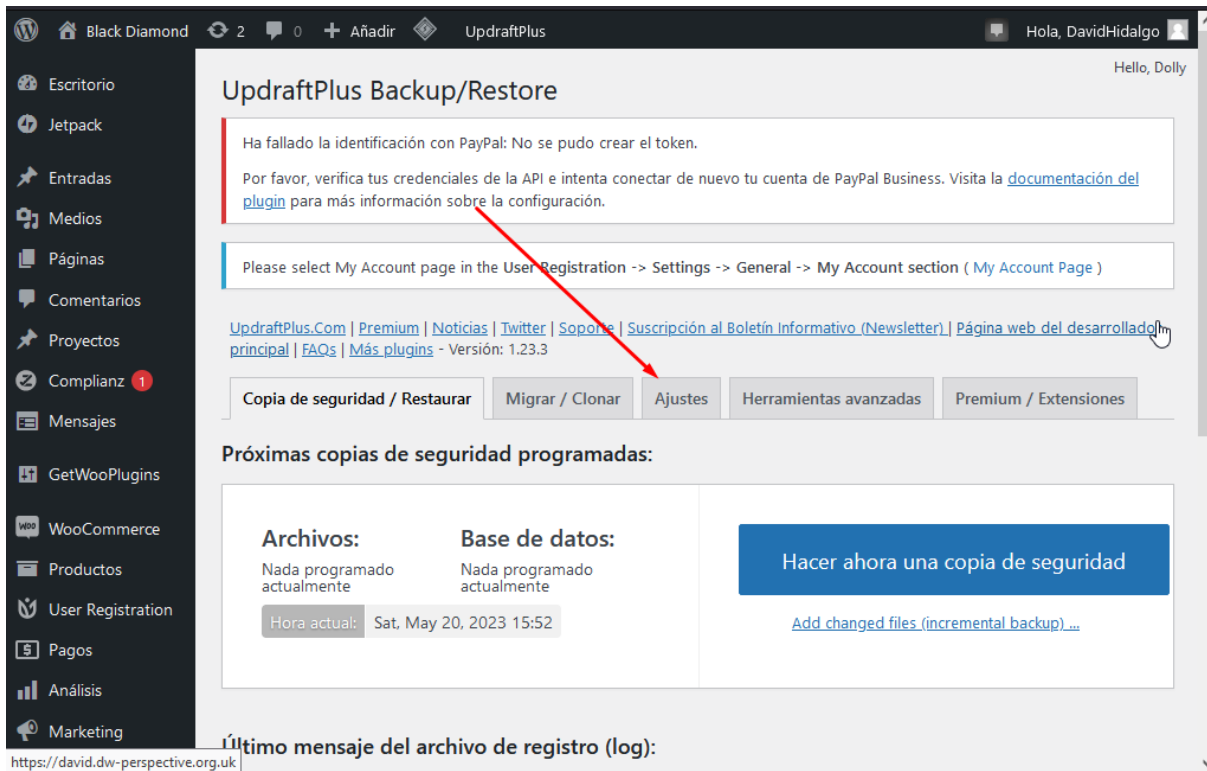 Black Diamond 2 0 + Añadir UpdraftPlus Hola, DavidHidalgo
Hello, Dolly
Escritorio
Jetpack
Entradas
Medios
Páginas
Comentarios
Proyectos
Complianz 1
Mensajes
GetWooPlugins
WooCommerce
Productos
User Registration
Pagos
Análisis
Marketing
UpdraftPlus Backup/Restore
Ha fallado la identificación con PayPal: No se pudo crear el token.
Por favor, verifica tus credenciales de la API e intenta conectar de nuevo tu cuenta de PayPal Business. Visita la documentación del
plugin para más información sobre la configuración.
Please select My Account page in the User Registration -> Settings -> General -> My Account section ( My Account Page )
UpdraftPlus.Com | Premium | Noticias | Twitter | Soporte | Suscripción al Boletín Informativo (Newsletter) | Página web del desarrollado
principal | FAQs | Más plugins - Versión: 1.23.3
Copia de seguridad / Restaurar Migrar / Clonar Ajustes Herramientas avanzadas Premium / Extensiones
Próximas copias de seguridad programadas:
Archivos:
Nada programado
actualmente
Base de datos:
Nada programado
actualmente
Hora actual: Sat, May 20, 2023 15:52
Hacer ahora una copia de seguridad
Add changed files (incremental backup) ...
Último mensaje del archivo de registro (log):
https://david.dw-perspective.org.uk